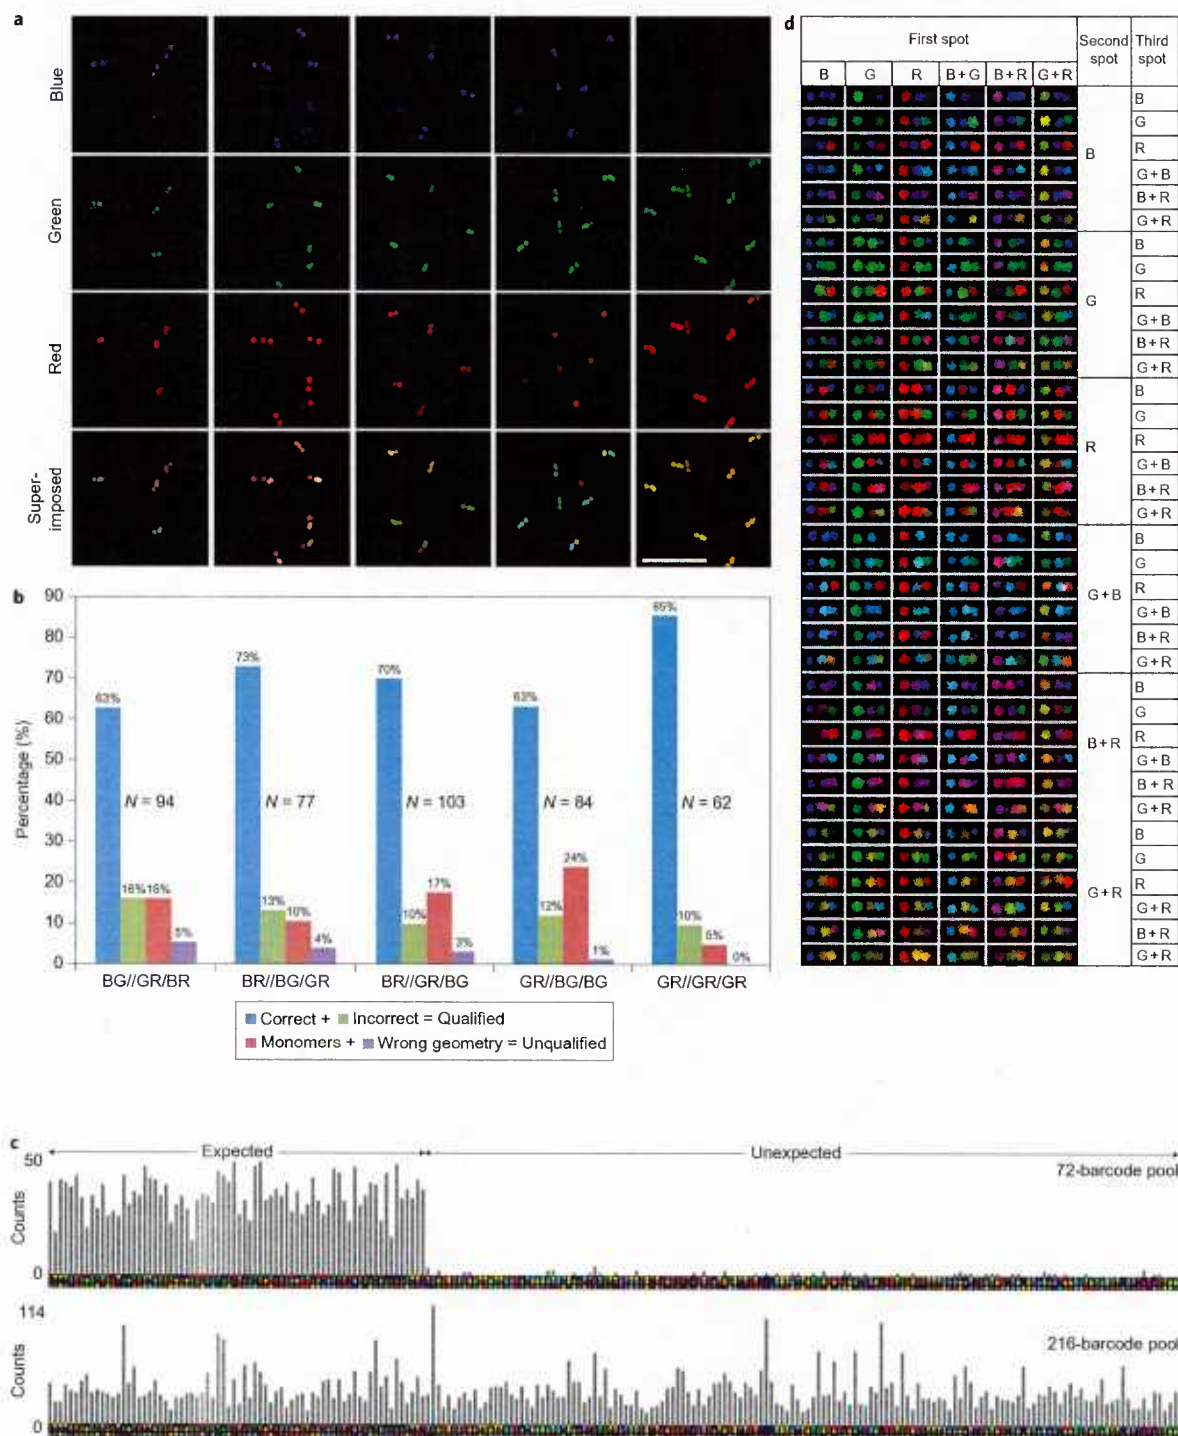 a
Blue
Green
Red
Super-
imposed
b
Percentage (%)
90
80
70
60
50
40
30
20
10
0
63%
16%
16%
5%
N = 94
73%
13%
10%
4%
N = 77
70%
10%
17%
3%
N = 103
63%
12%
24%
1%
N = 84
85%
10%
5%
0%
N = 62
BG//GR/BR
BR//BG/GR
BR//GR/BG
GR//BG/BG
GR//GR/GR
Correct + Incorrect = Qualified
Monomers + Wrong geometry = Unqualified
c
Expected
Unexpected
72-barcode pool
50
Counts
0
216-barcode pool
114
Counts
0
d
First spot
Second spot
Third spot
B G R B+G B+R G+R
B
B
G
R
G+B
B+R
G+R
G
B
G
R
G+B
B+R
G+R
R
B
G
R
G+B
B+R
G+R
G+B
B
G
R
G+B
B+R
G+R
B+R
B
G
R
G+B
B+R
G+R
G+R
B
G
R
G+R
B+R
G+R